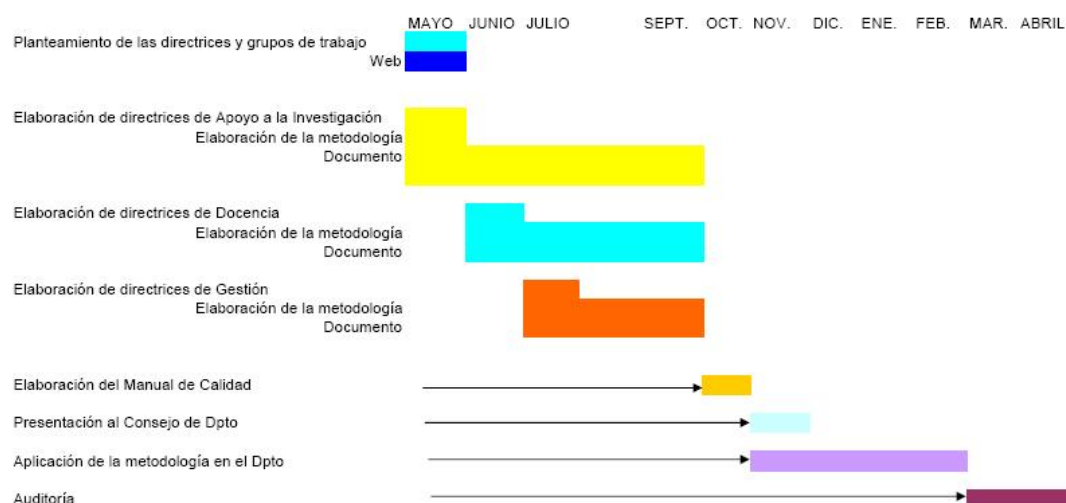 MAYO JUNIO JULIO SEPT. OCT. NOV. DIC. ENE. FEB. MAR. ABRIL
Planteamiento de las directrices y grupos de trabajo
Web
Elaboración de directrices de Apoyo a la Investigación
Elaboración de la metodología
Documento
Elaboración de directrices de Docencia
Elaboración de la metodología
Documento
Elaboración de directrices de Gestión
Elaboración de la metodología
Documento
Elaboración del Manual de Calidad
Presentación al Consejo de Dpto
Aplicación de la metodología en el Dpto
Auditoría